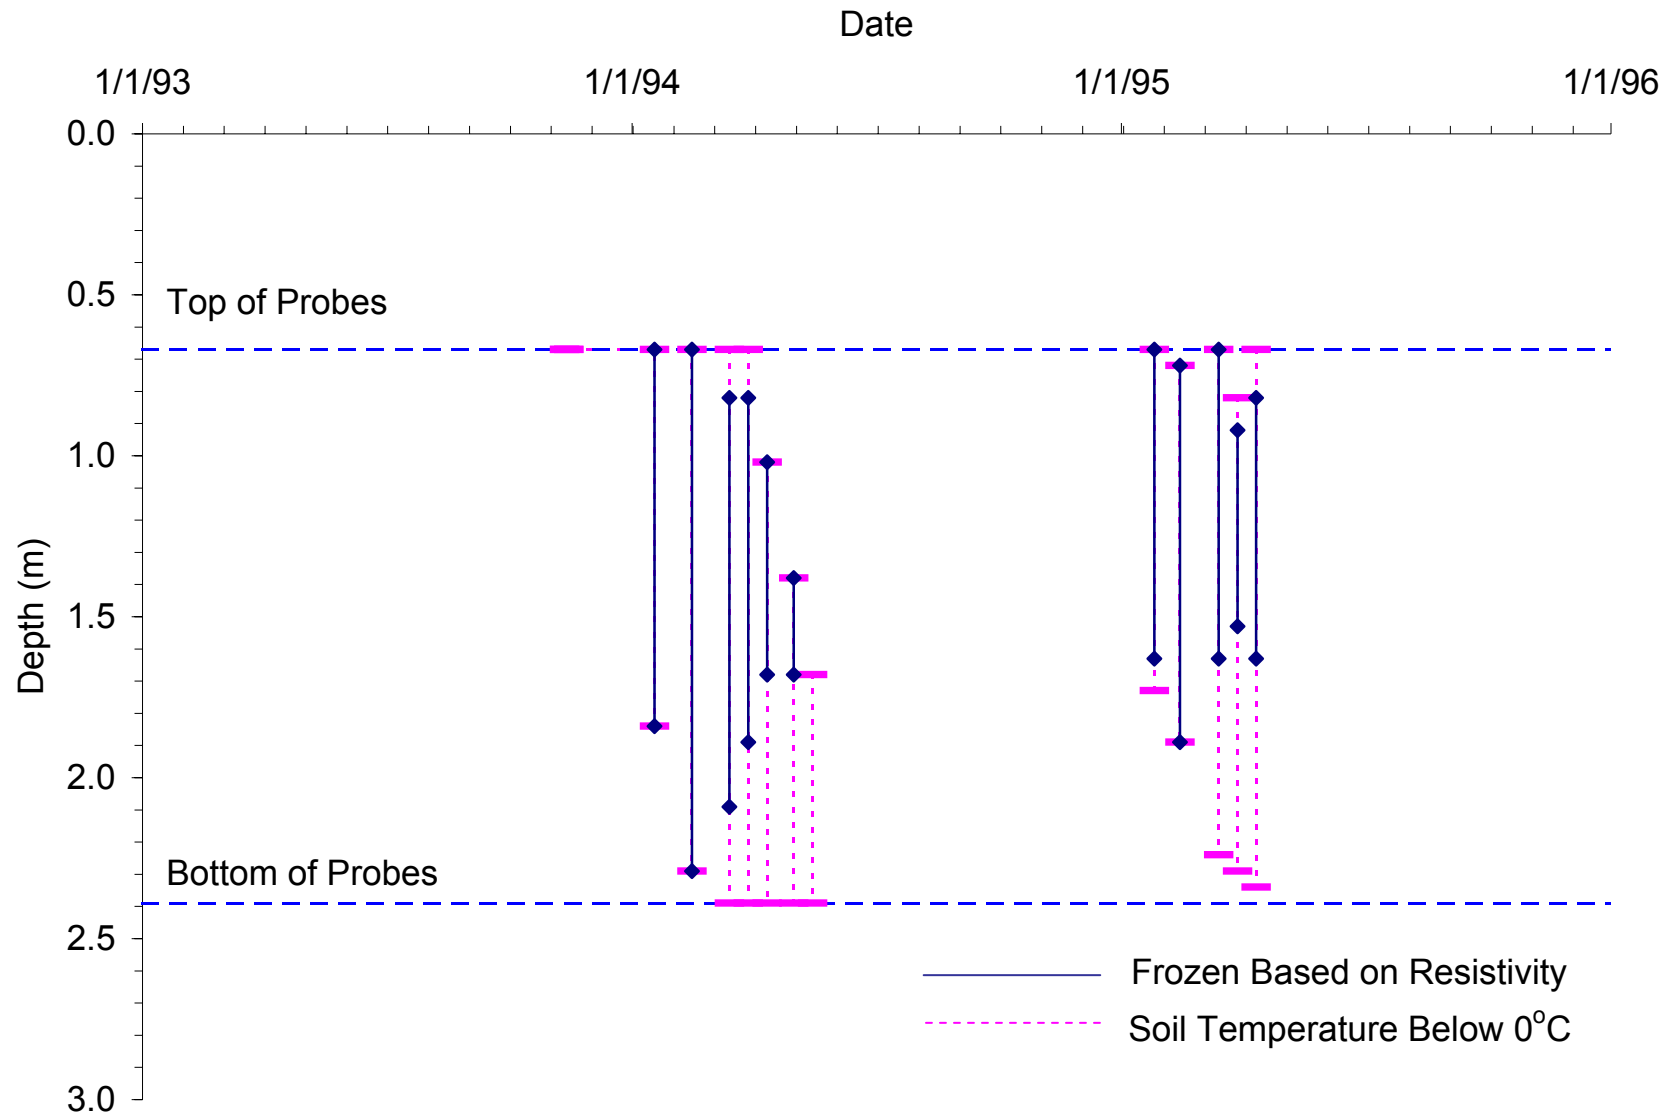 Date
1/1/93
1/1/94
1/1/95
1/1/96
0.0
0.5
Top of Probes
1.0
Depth (m)
1.5
2.0
Bottom of Probes
2.5
Frozen Based on Resistivity
Soil Temperature Below 0°C
3.0